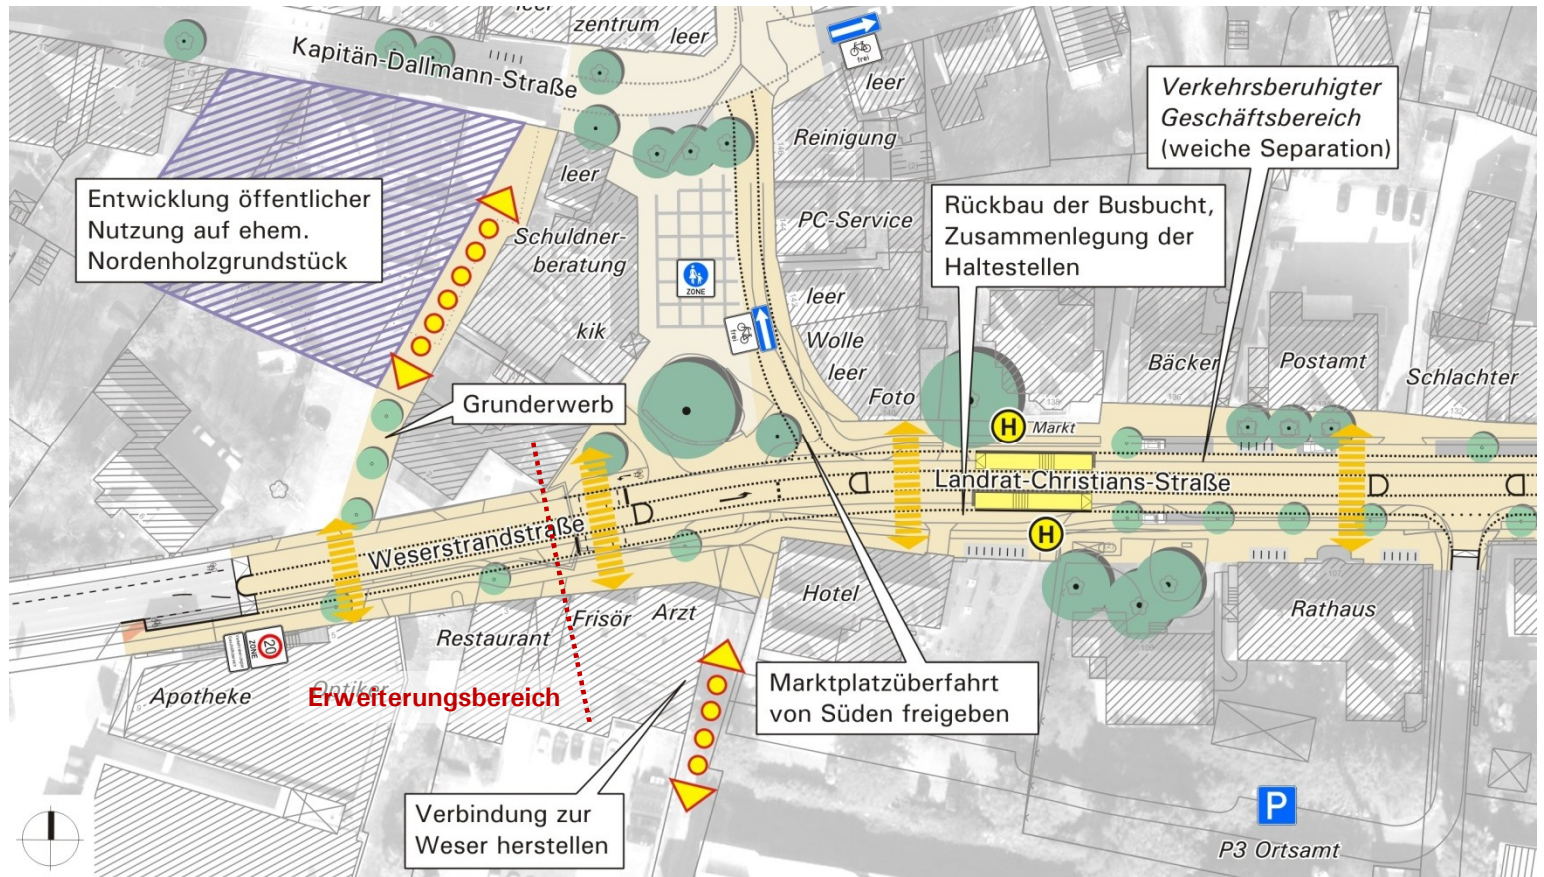 leer
zentrum
leer
Kapitän-Dallmann-Straße
frei
leer
Reinigung
Verkehrsberuhigter
Geschäftsbereich
(weiche Separation)
Entwicklung öffentlicher
Nutzung auf ehem.
Nordenholzgrundstück
leer
Schuldner-
beratung
kik
ZONE
PC-Service
Rückbau der Busbucht,
Zusammenlegung der
Haltestellen
leer
frei
Wolle
leer
Foto
Bäcker
Postamt
Schlachter
Grunderwerb
H
Markt
Landrat-Christians-Straße
H
Weserstrandstraße
Hotel
Rathaus
Arzt
Frisör
Restaurant
20
ZONE
Apotheke
Optiker
Erweiterungsbereich
Marktplatzüberfahrt
von Süden freigeben
Verbindung zur
Weser herstellen
P
P3 Ortsamt